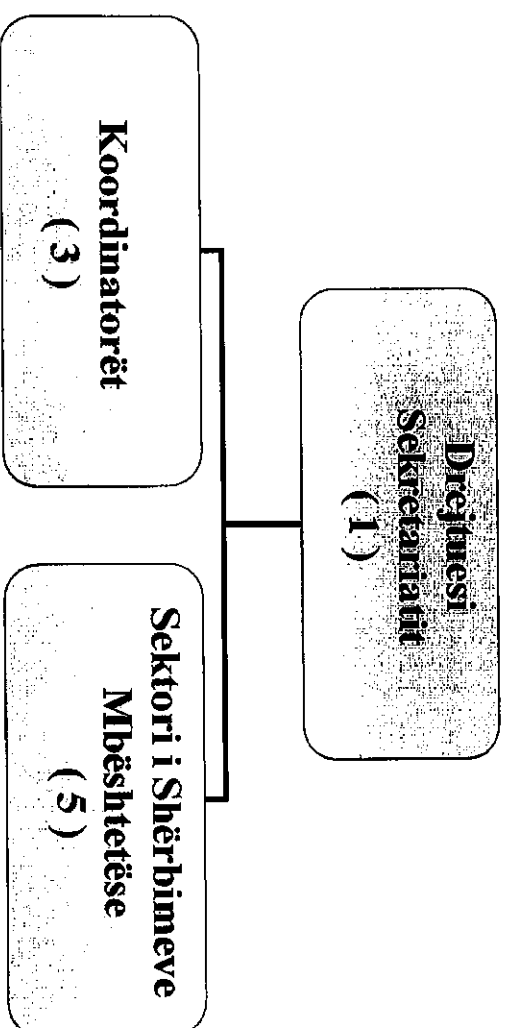 Drejtuesi
Sekretariatit
( 1 )
Koordinatorët
( 3 )
Sektori i Shërbimeve
Mbështetëse
( 5 )